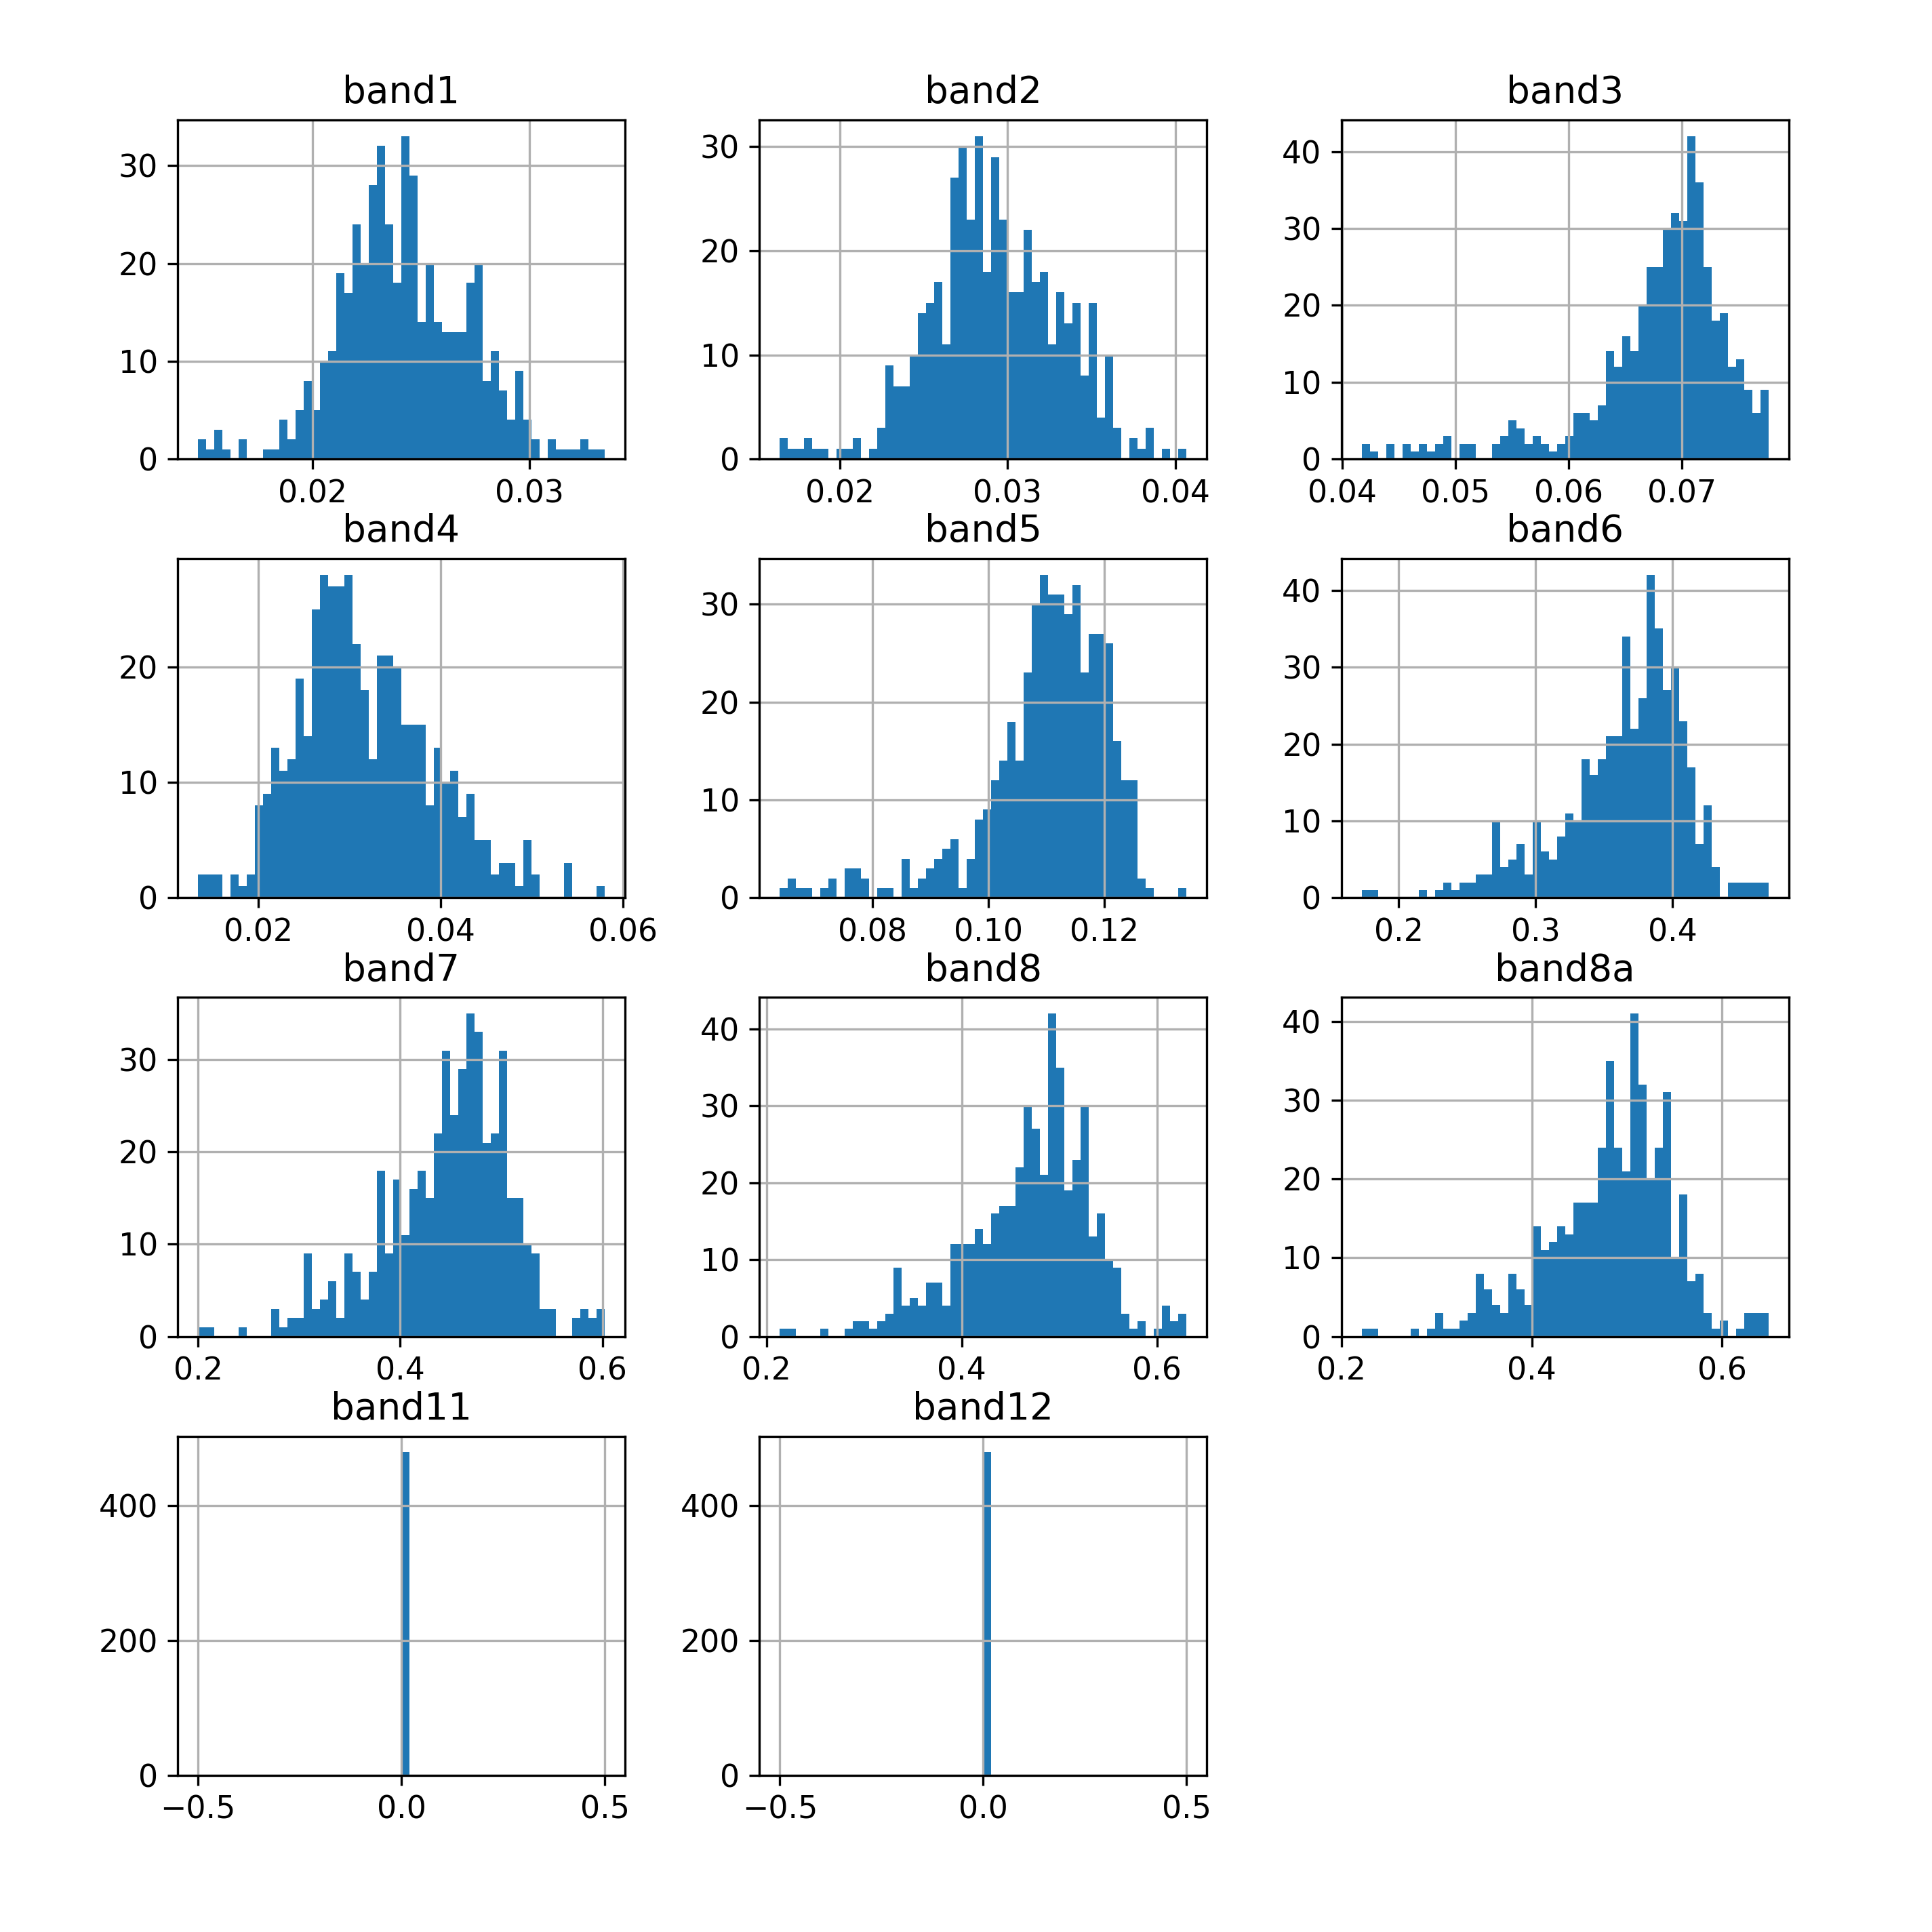 band1 band2 band3
30 30 40
20 20 30
10 10 20
0 0 10
0
0.02 0.03 0.02 0.03 0.04 0.04 0.05 0.06 0.07
band4 band5 band6
20 30 40
10 20 30
0 10 20
0 10
0
0.02 0.04 0.06 0.08 0.10 0.12 0.2 0.3 0.4
band7 band8 band8a
30 40 40
20 30 30
10 20 20
0 10 10
0 0
0.2 0.4 0.6 0.2 0.4 0.6 0.2 0.4 0.6
band11 band12
400 400
200 200
0 0
−0.5 0.0 0.5 −0.5 0.0 0.5